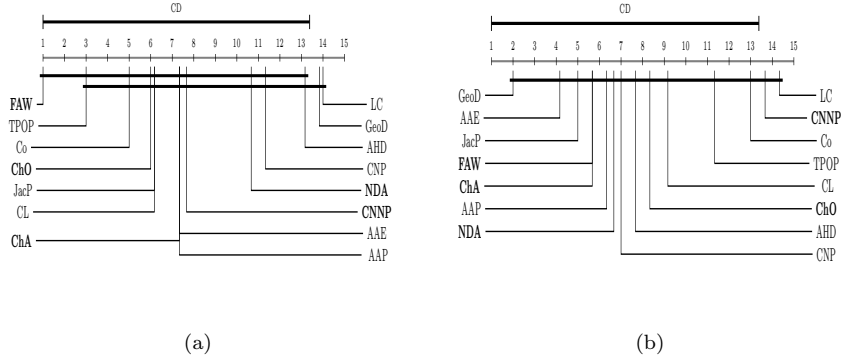 CD
1 2 3 4 5 6 7 8 9 10 11 12 13 14 15
FAW LC
TPOP GeoD
Co AHD
ChO CNP
JacP NDA
CL CNNP
ChA AAE
AAP
(a)
CD
1 2 3 4 5 6 7 8 9 10 11 12 13 14 15
GeoD LC
AAE CNNP
JacP Co
FAW TPOP
ChA CL
AAP ChO
NDA AHD
CNP
(b)